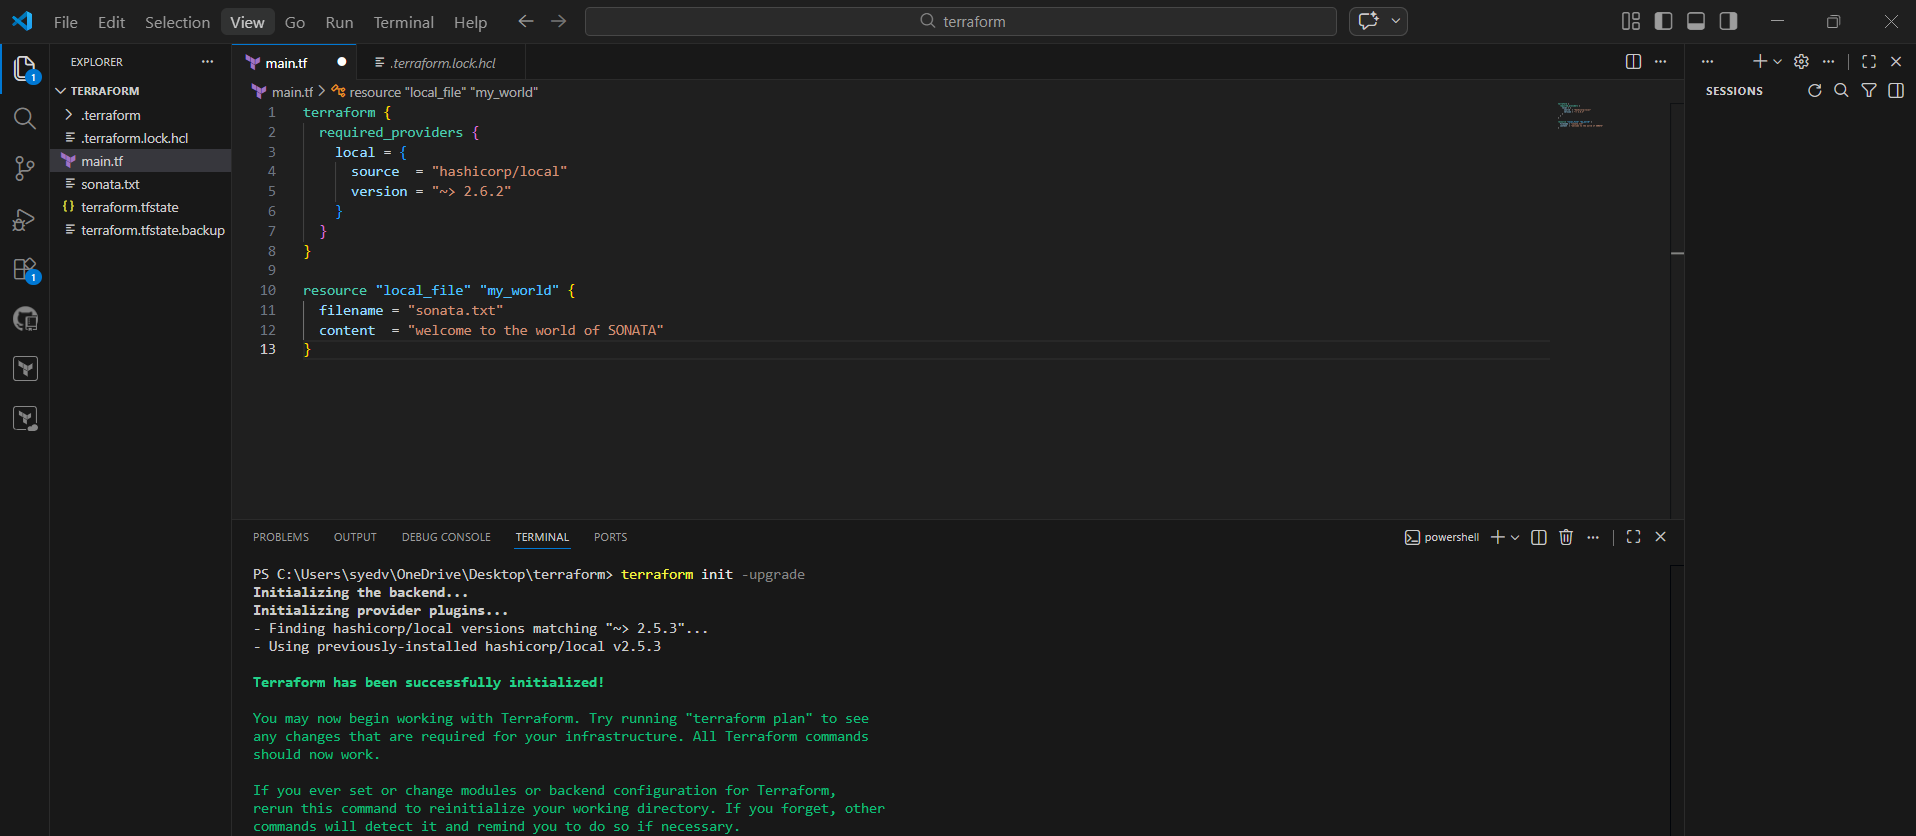 File Edit Selection View Go Run Terminal Help
terraform
EXPLORER
TERRAFORM
.terraform
.terraform.lock.hcl
main.tf
sonata.txt
{} terraform.tfstate
terraform.tfstate.backup
1
1
main.tf
.terraform.lock.hcl
main.tf > resource "local_file" "my_world"
1 terraform {
2 required_providers {
3 local = {
4 source  = "hashicorp/local"
5 version = "~> 2.6.2"
6 }
7 }
8 }
9
10 resource "local_file" "my_world" {
11 filename = "sonata.txt"
12 content  = "welcome to the world of SONATA"
13 }
PROBLEMS OUTPUT DEBUG CONSOLE TERMINAL PORTS
powershell
PS C:\Users\syedv\OneDrive\Desktop\terraform> terraform init -upgrade
Initializing the backend...
Initializing provider plugins...
- Finding hashicorp/local versions matching "~> 2.5.3"...
- Using previously-installed hashicorp/local v2.5.3
Terraform has been successfully initialized!
You may now begin working with Terraform. Try running "terraform plan" to see
any changes that are required for your infrastructure. All Terraform commands
should now work.
If you ever set or change modules or backend configuration for Terraform,
rerun this command to reinitialize your working directory. If you forget, other
commands will detect it and remind you to do so if necessary.
SESSIONS